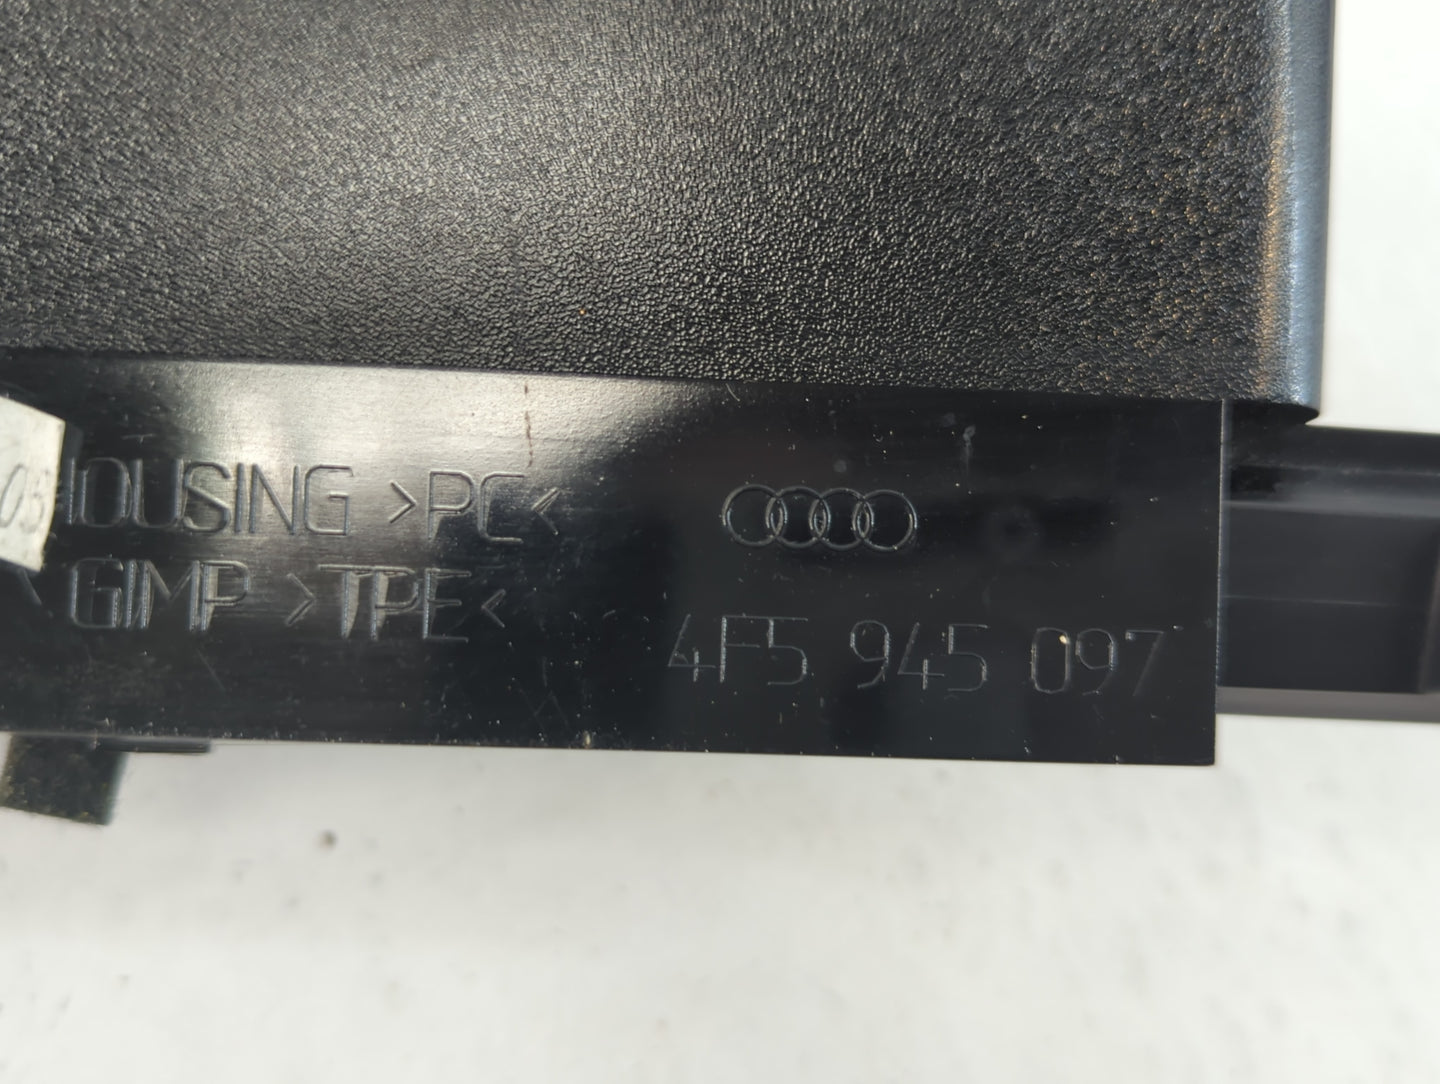 HOUSING >PC<
GIMP >TPE<
4F5 945 097